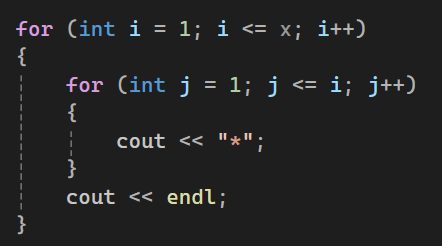 for (int i = 1; i <= x; i++)
{
    for (int j = 1; j <= i; j++)
    {
        cout << "*";
    }
    cout << endl;
}